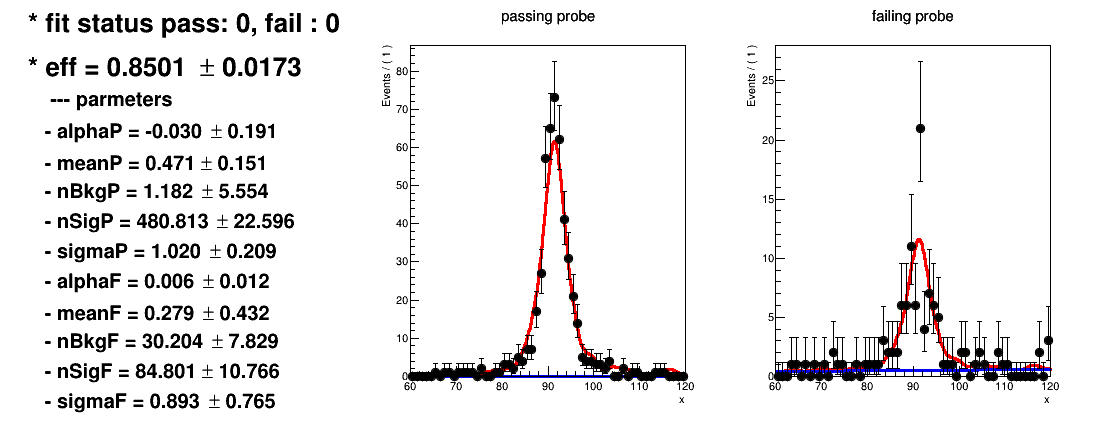 * fit status pass: 0, fail : 0
* eff = 0.8501 ± 0.0173
--- parmeters
- alphaP = -0.030 ± 0.191
- meanP = 0.471 ± 0.151
- nBkgP = 1.182 ± 5.554
- nSigP = 480.813 ± 22.596
- sigmaP = 1.020 ± 0.209
- alphaF = 0.006 ± 0.012
- meanF = 0.279 ± 0.432
- nBkgF = 30.204 ± 7.829
- nSigF = 84.801 ± 10.766
- sigmaF = 0.893 ± 0.765
passing probe
Events / ( 1 )
80
70
60
50
40
30
20
10
0
60 70 80 90 100 110 120
x
failing probe
Events / ( 1 )
25
20
15
10
5
0
60 70 80 90 100 110 120
x